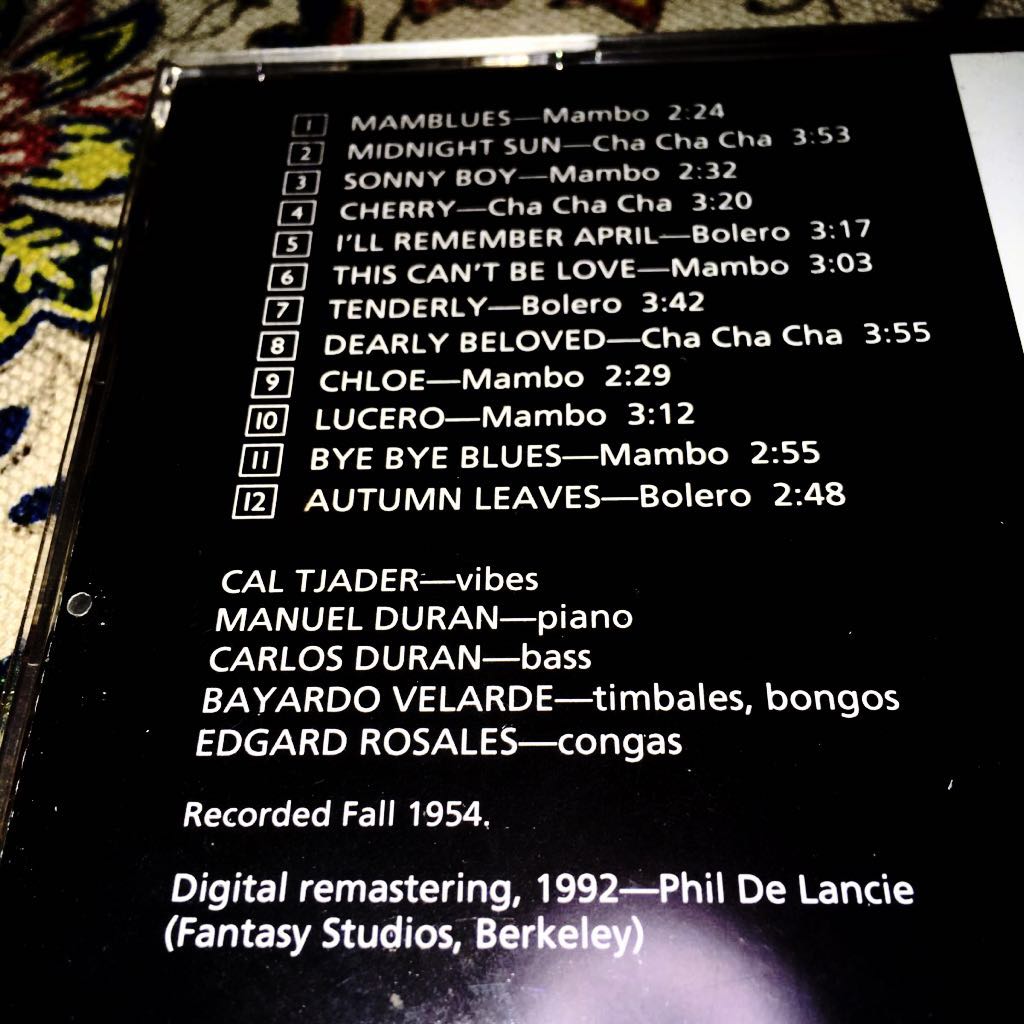 1 MAMBLUES—Mambo 2:24
2 MIDNIGHT SUN—Cha Cha Cha 3:53
3 SONNY BOY—Mambo 2:32
4 CHERRY—Cha Cha Cha 3:20
5 I'LL REMEMBER APRIL—Bolero 3:17
6 THIS CAN'T BE LOVE—Mambo 3:03
7 TENDERLY—Bolero 3:42
8 DEARLY BELOVED—Cha Cha Cha 3:55
9 CHLOE—Mambo 2:29
10 LUCERO—Mambo 3:12
11 BYE BYE BLUES—Mambo 2:55
12 AUTUMN LEAVES—Bolero 2:48
CAL TJADER—vibes
MANUEL DURAN—piano
CARLOS DURAN—bass
BAYARDO VELARDE—timbales, bongos
EDGARD ROSALES—congas
Recorded Fall 1954.
Digital remastering, 1992—Phil De Lancie
(Fantasy Studios, Berkeley)